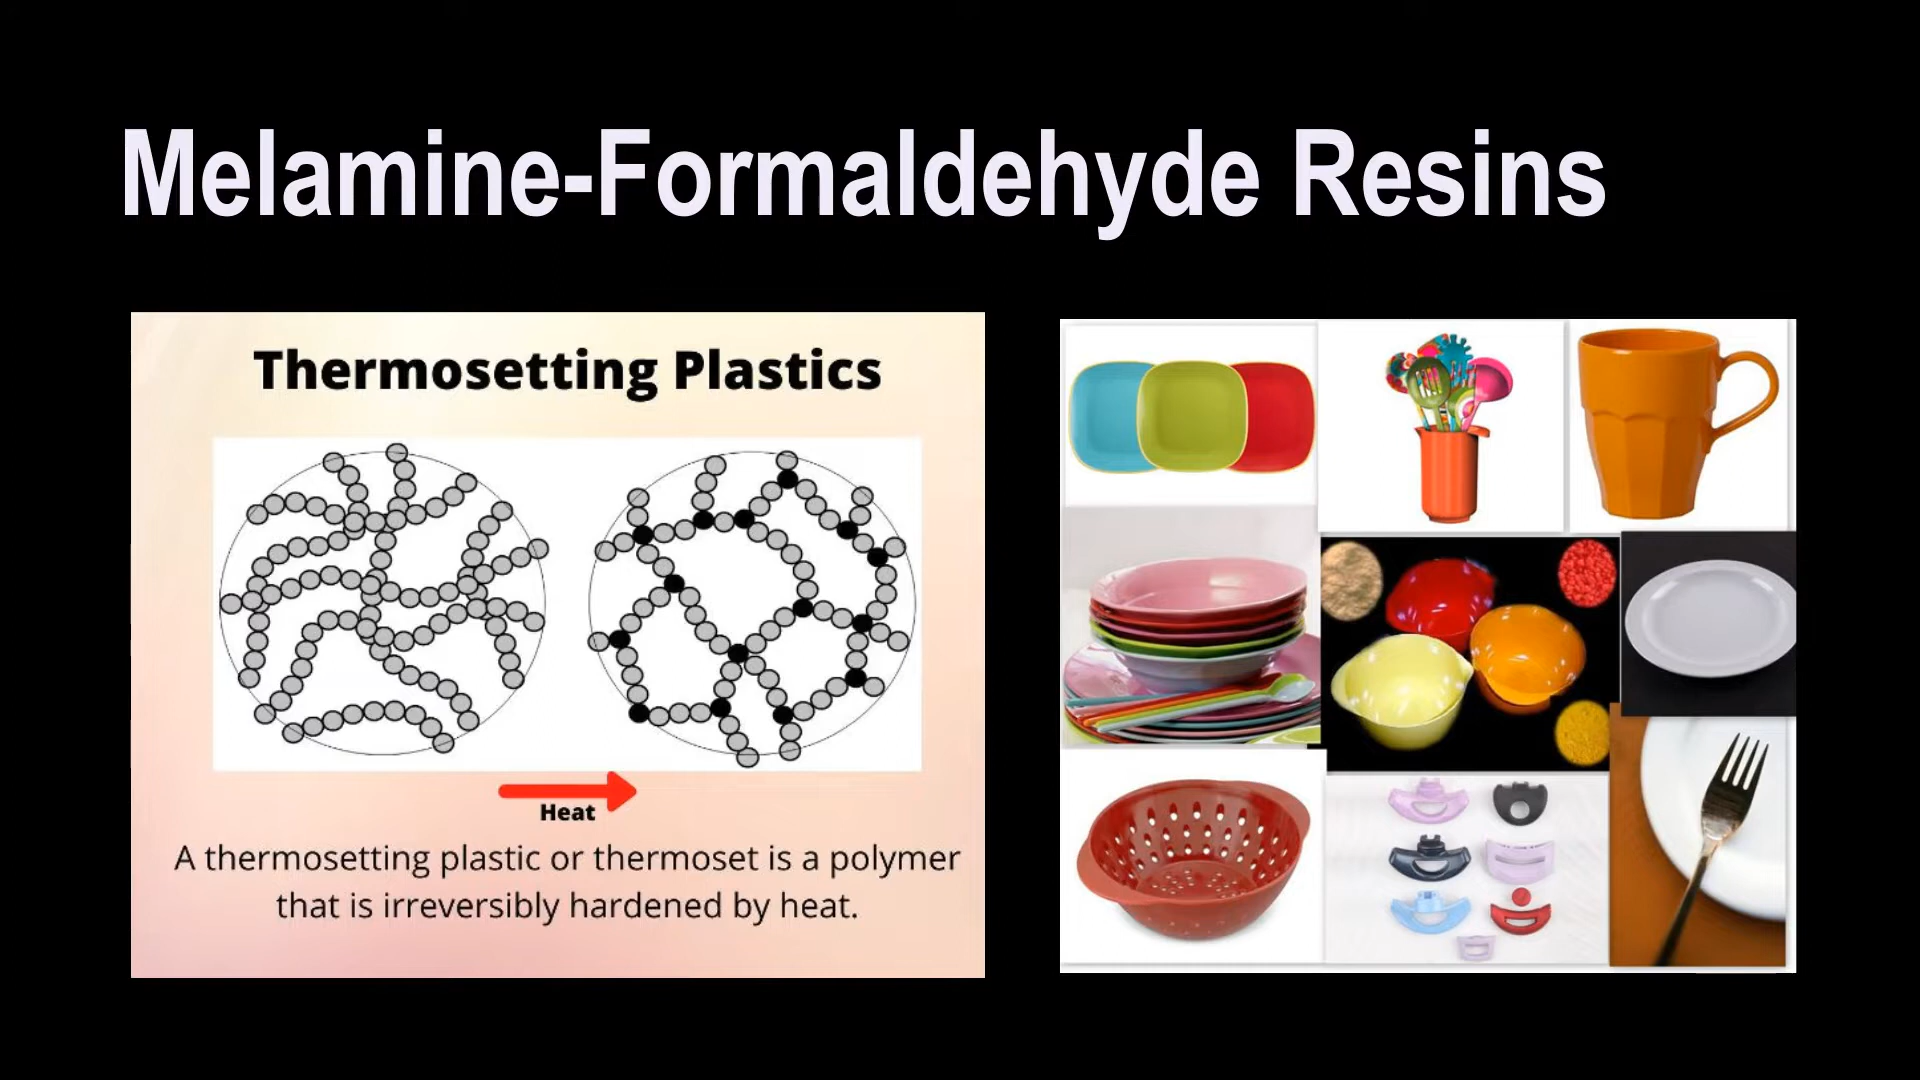 Melamine-Formaldehyde Resins
Thermosetting Plastics
Heat
A thermosetting plastic or thermoset is a polymer
that is irreversibly hardened by heat.